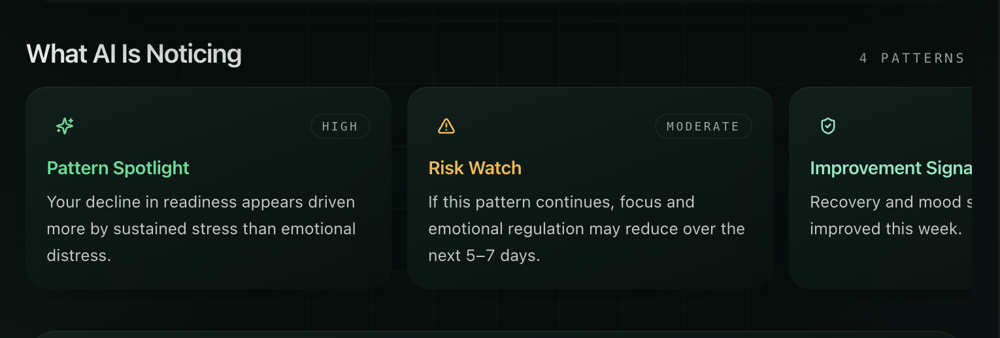 What AI Is Noticing
4 PATTERNS
HIGH
Pattern Spotlight
Your decline in readiness appears driven
more by sustained stress than emotional
distress.
MODERATE
Risk Watch
If this pattern continues, focus and
emotional regulation may reduce over the
next 5–7 days.
Improvement Signa
Recovery and mood s
improved this week.